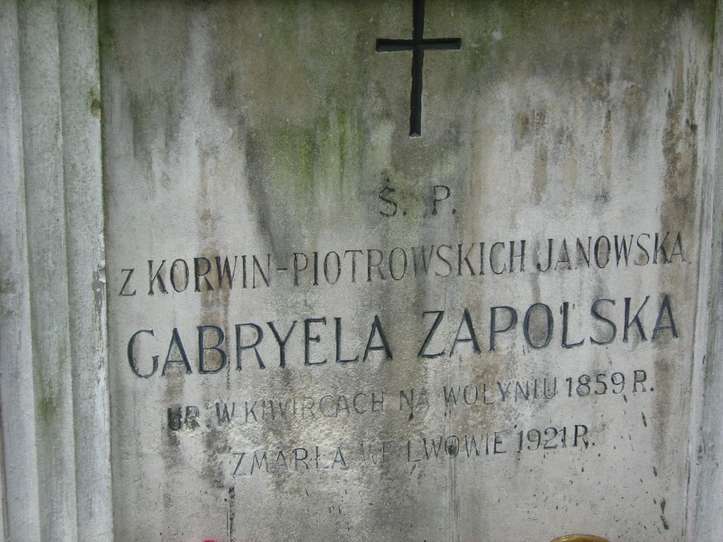 Ś. P.
Z KORWIN-PIOTROWSKICH JANOWSKA
GABRYELA ZAPOLSKA
UR. W KIWIRCACH NA WOŁYNIU 1859 R.
ZMARŁA WE LWOWIE 1921 R.